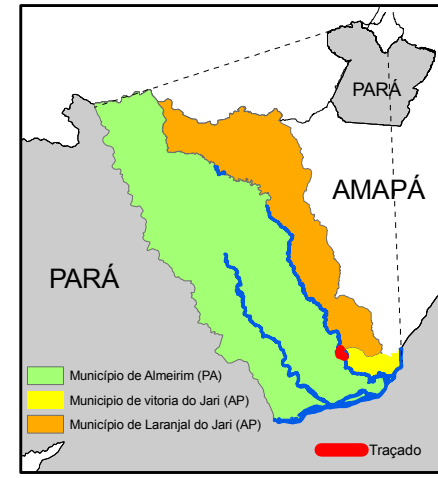 PARÁ
AMAPÁ
PARÁ
Município de Almeirim (PA)
Municipio de vitoria do Jari (AP)
Município de Laranjal do Jari (AP)
Traçado